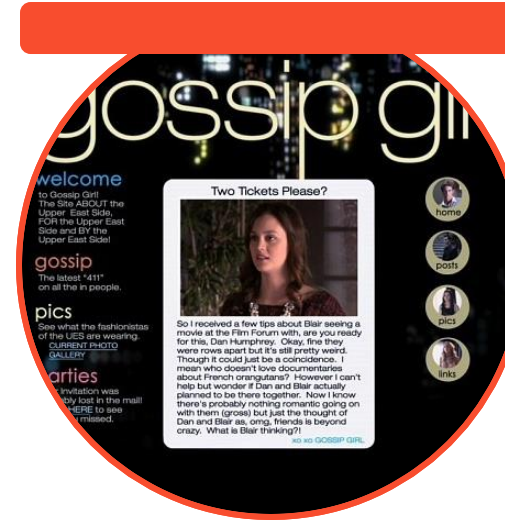 gossip girl
welcome
to Gossip Girl!
The Site ABOUT the
Upper East Side,
FOR the Upper East
Side and BY the
Upper East Side!
gossip
The latest "411"
on all the in people.
pics
See what the fashionistas
of the UES are wearing.
CURRENT PHOTO
GALLERY
arties
r Invitation was
bly lost in the mail!
HERE to see
missed.
Two Tickets Please?
So I received a few tips about Blair seeing a
movie at the Film Forum with, are you ready
for this, Dan Humphrey. Okay, fine they
were rows apart but it's still pretty weird.
Though it could just be a coincidence. I
mean who doesn't love documentaries
about French orangutans? However I can't
help but wonder if Dan and Blair actually
planned to be there together. Now I know
there's probably nothing romantic going on
with them (gross) but just the thought of
Dan and Blair as, omg, friends is beyond
crazy. What is Blair thinking?!
xo xo GOSSIP GIRL
home
posts
pics
links